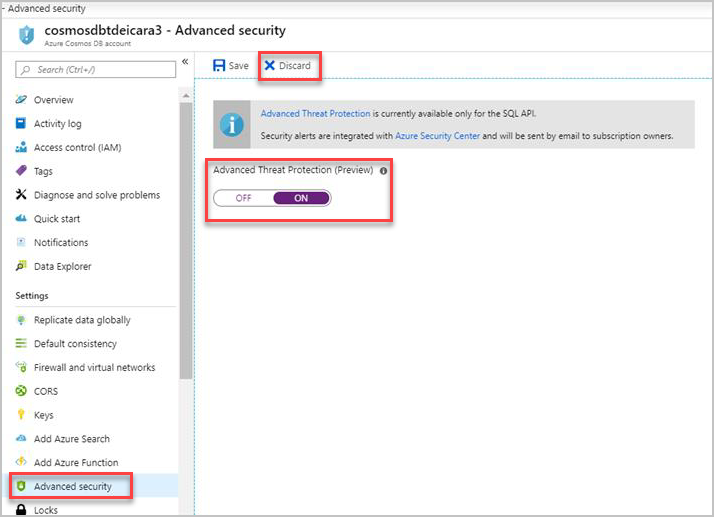 - Advanced security
cosmosdbtdeicara3 - Advanced security
Azure Cosmos DB account
Search (Ctrl+/)
«
Overview
Activity log
Access control (IAM)
Tags
Diagnose and solve problems
Quick start
Notifications
Data Explorer
Settings
Replicate data globally
Default consistency
Firewall and virtual networks
CORS
Keys
Add Azure Search
Add Azure Function
Advanced security
Locks
Save Discard
Advanced Threat Protection is currently available only for the SQL API.
Security alerts are integrated with Azure Security Center and will be sent by email to subscription owners.
Advanced Threat Protection (Preview)
OFF ON